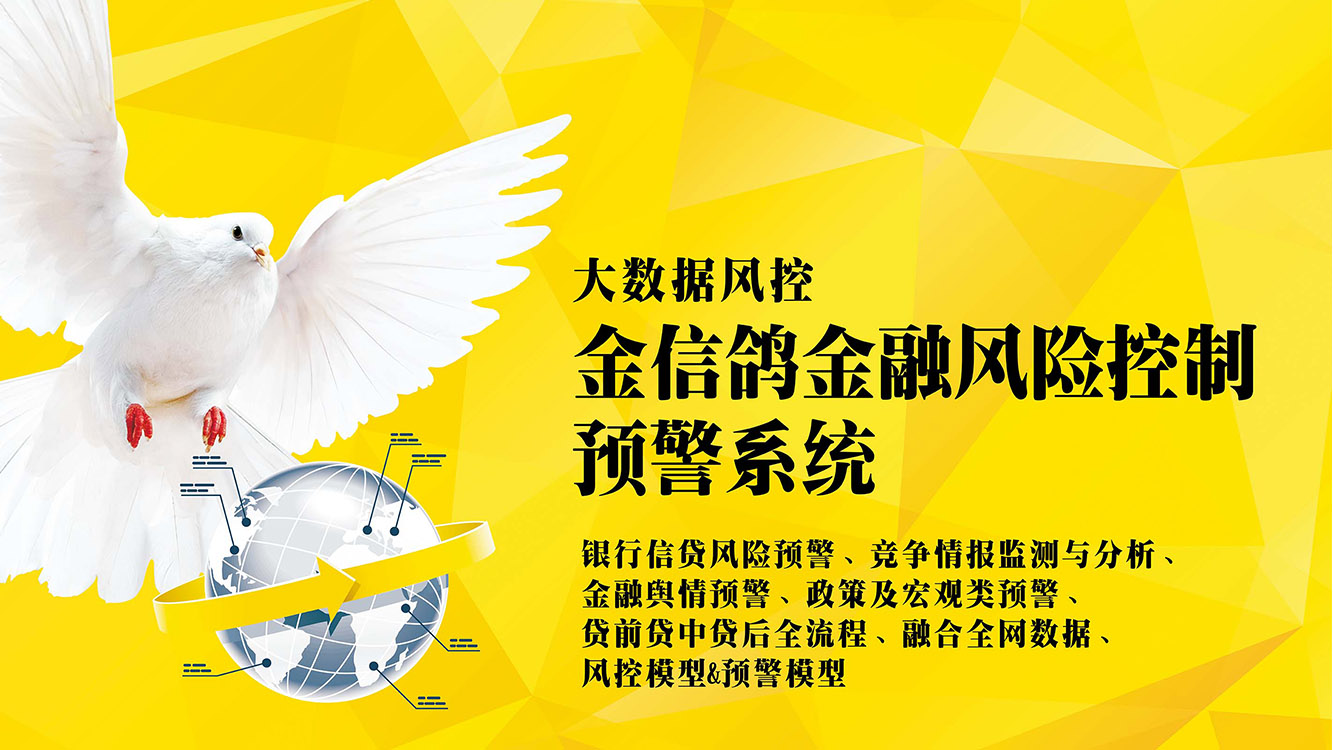 大数据风控
金信鸽金融风险控制
预警系统
银行信贷风险预警、竞争情报监测与分析、
金融舆情预警、政策及宏观类预警、
贷前贷中贷后全流程、融合全网数据、
风控模型&预警模型